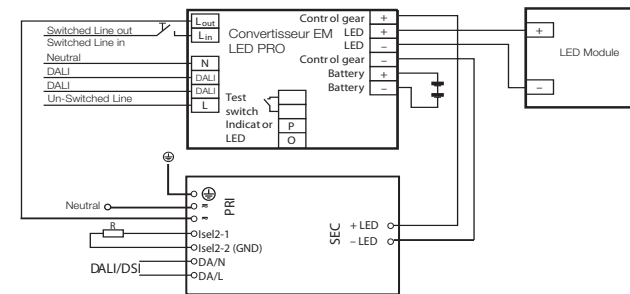 Switched Line out
Switched Line in
Neutral
DALI
DALI
Un-Switched Line
Lout
Lin
N
DALI
DALI
L
Convertisseur EM
LED PRO
Test
switch
Indicator
LED
P
O
Control gear +
LED +
LED –
Control gear –
Battery +
Battery –
+
–
LED Module
Neutral
R
DALI/DSI
≂
≂
PRI
Isel2-1
Isel2-2 (GND)
DA/N
DA/L
SEC
+ LED
– LED